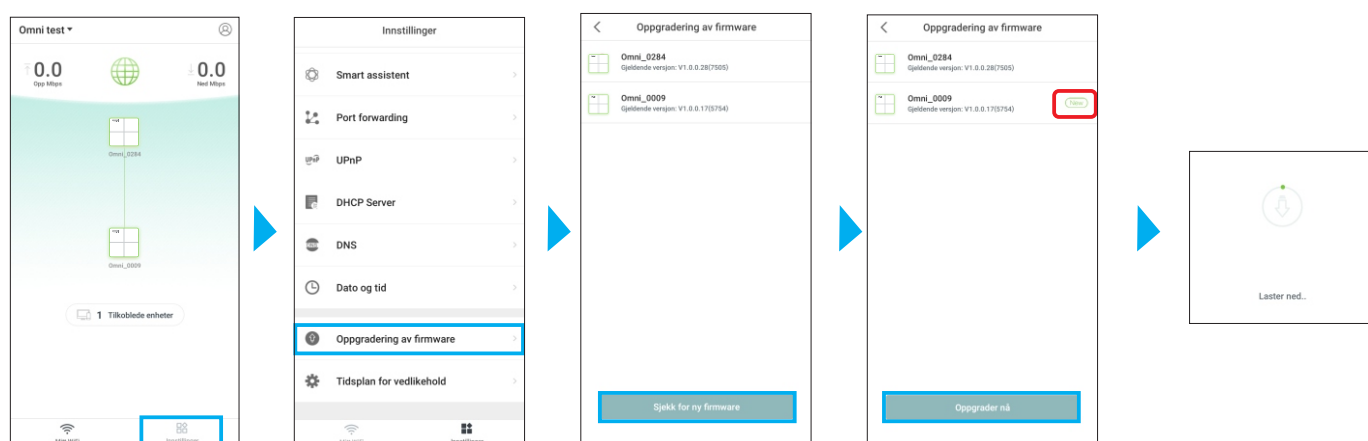 Omni test
0.0
Opp Mbps
0.0
Ned Mbps
Omni_0284
Omni_0009
1 Tilkoblede enheter
Innstillinger
Innstillinger
Smart assistent
Port forwarding
UPnP
UPnP
DHCP Server
DNS
Dato og tid
Oppgradering av firmware
Tidsplan for vedlikehold
Innstillinger
Oppgradering av firmware
Omni_0284
Gjeldende versjon: V1.0.0.28(7505)
Omni_0009
Gjeldende versjon: V1.0.0.17(5754)
Sjekk for ny firmware
Oppgradering av firmware
Omni_0284
Gjeldende versjon: V1.0.0.28(7505)
Omni_0009
Gjeldende versjon: V1.0.0.17(5754)
Oppgrader nå
Laster ned..